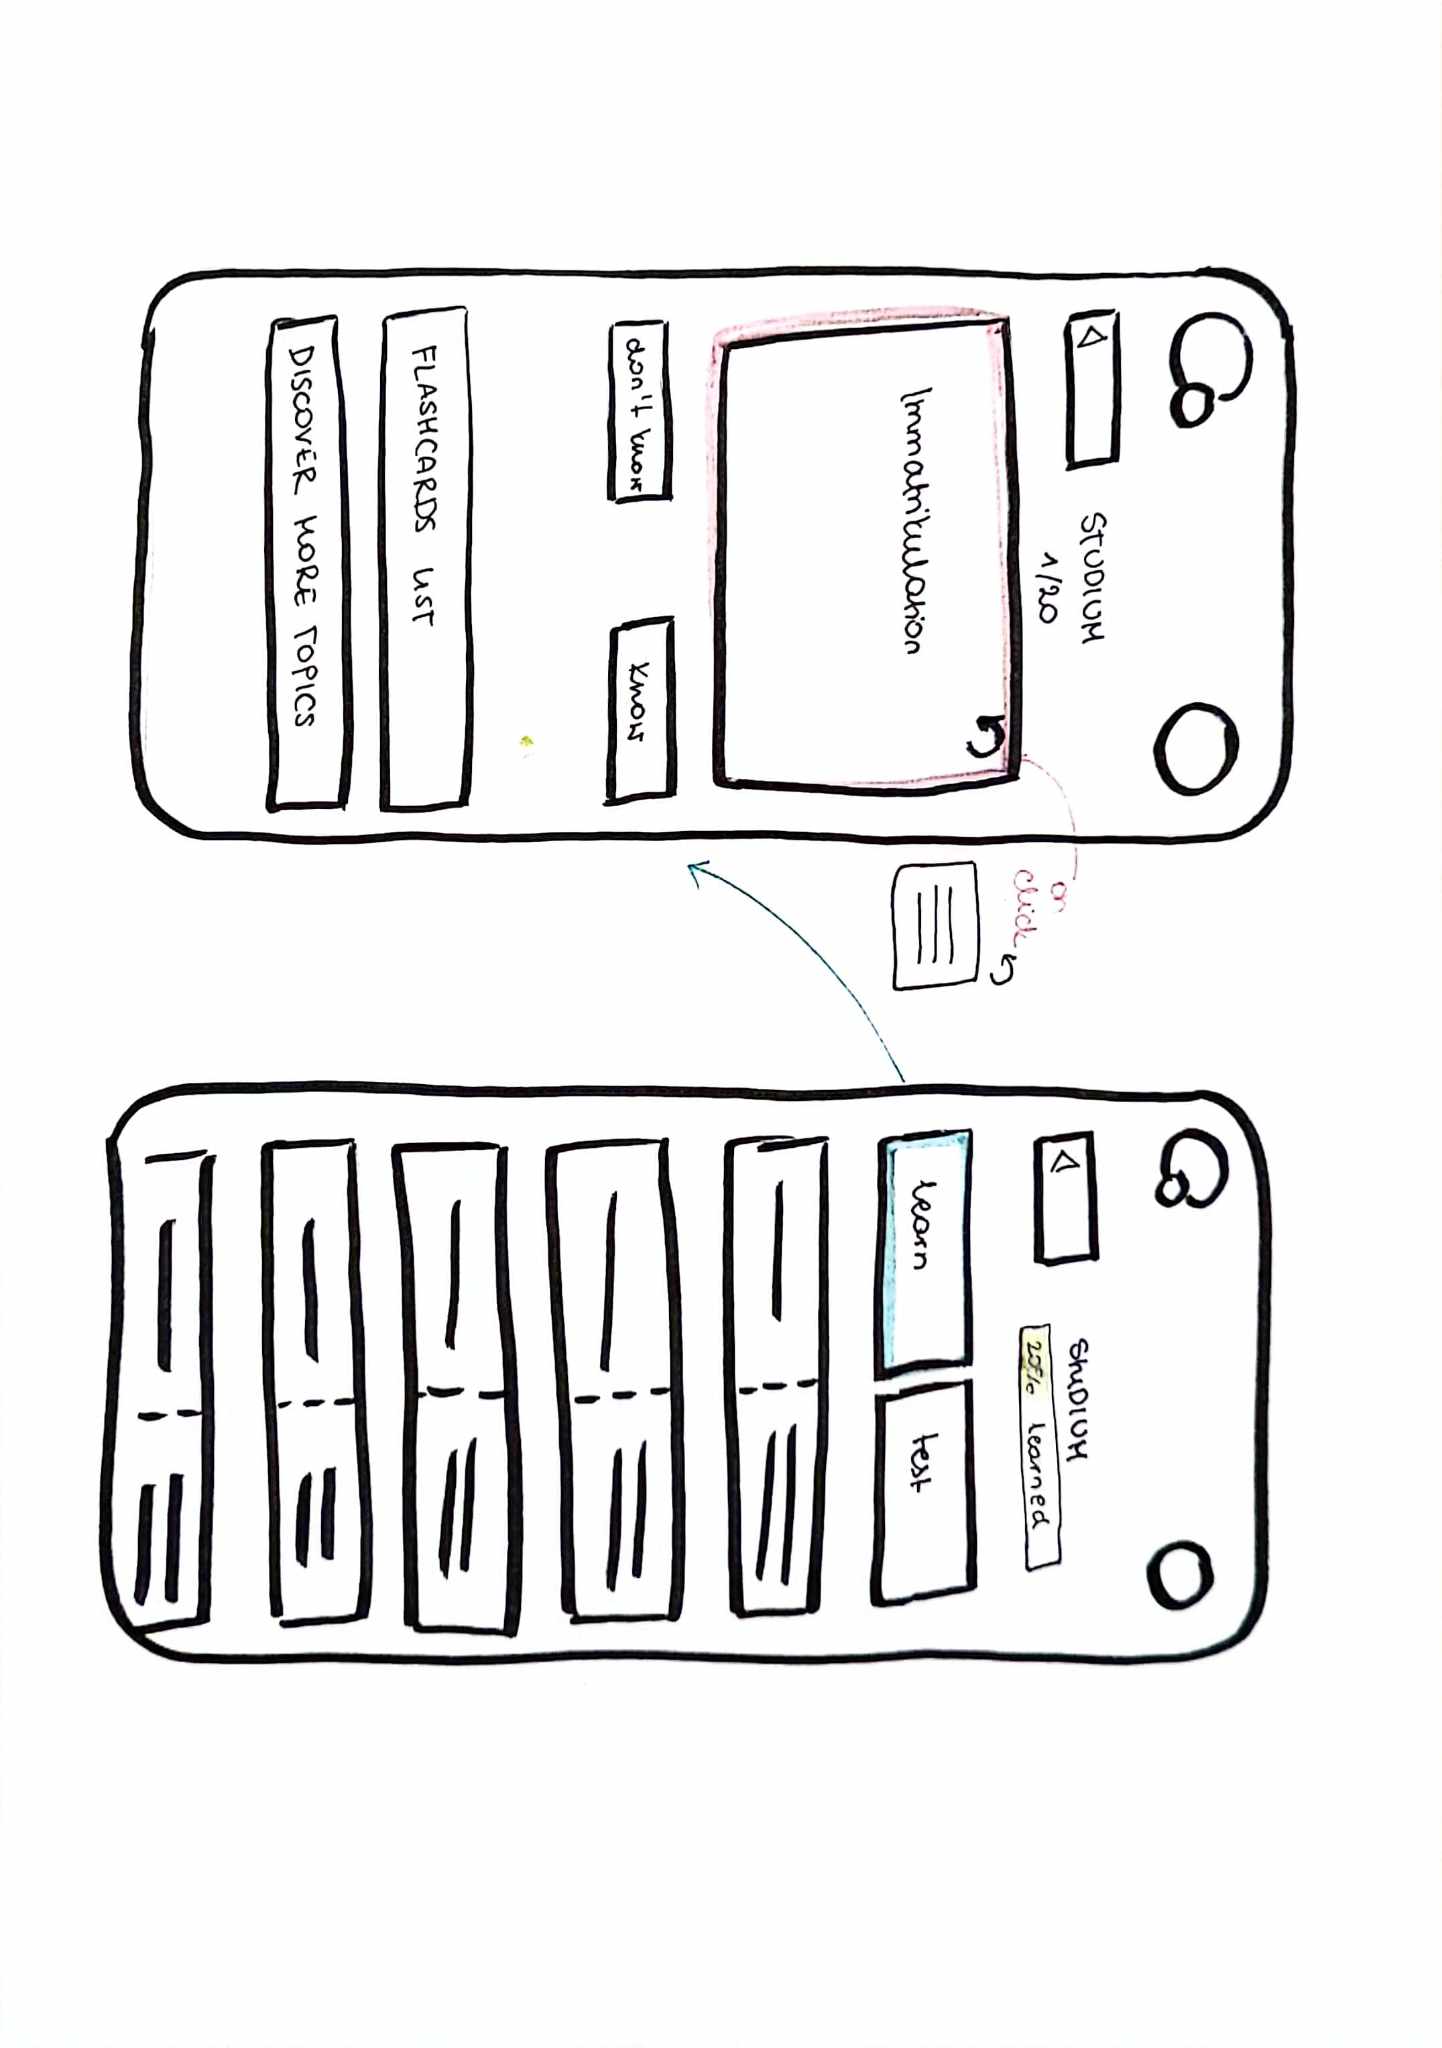 STUDIUM
1/20
on
click
Immatrikulation
don't know
know
FLASHCARDS LIST
DISCOVER MORE TOPICS
STUDIUM
20% learned
learn
test